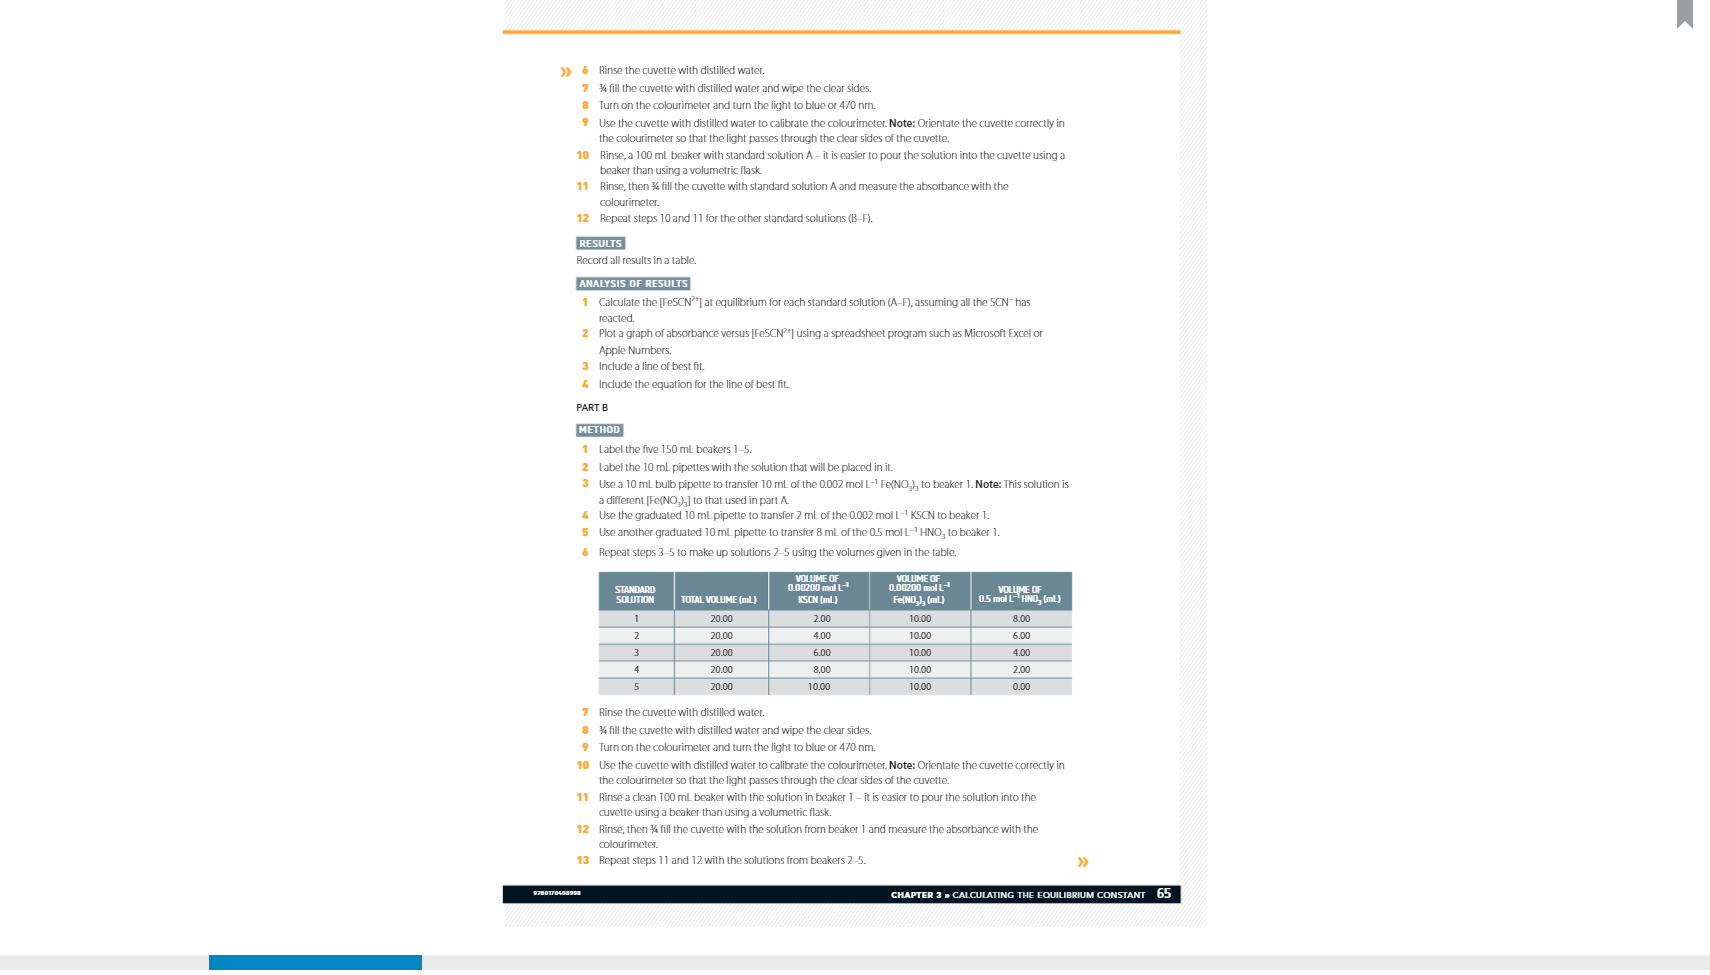 » 6 Rinse the cuvette with distilled water.
7 ¾ fill the cuvette with distilled water and wipe the clear sides.
8 Turn on the colourimeter and turn the light to blue or 470 nm.
9 Use the cuvette with distilled water to calibrate the colourimeter. Note: Orientate the cuvette correctly in
the colourimeter so that the light passes through the clear sides of the cuvette.
10 Rinse, a 100 mL beaker with standard solution A – it is easier to pour the solution into the cuvette using a
beaker than using a volumetric flask.
11 Rinse, then ¾ fill the cuvette with standard solution A and measure the absorbance with the
colourimeter.
12 Repeat steps 10 and 11 for the other standard solutions (B–F).
RESULTS
Record all results in a table.
ANALYSIS OF RESULTS
1 Calculate the [FeSCN²⁺] at equilibrium for each standard solution (A–F), assuming all the SCN⁻ has
reacted.
2 Plot a graph of absorbance versus [FeSCN²⁺] using a spreadsheet program such as Microsoft Excel or
Apple Numbers.
3 Include a line of best fit.
4 Include the equation for the line of best fit.
PART B
METHOD
1 Label the five 150 mL beakers 1–5.
2 Label the 10 mL pipettes with the solution that will be placed in it.
3 Use a 10 mL bulb pipette to transfer 10 mL of the 0.002 mol L⁻¹ Fe(NO₃)₃ to beaker 1. Note: This solution is
a different [Fe(NO₃)₃] to that used in part A.
4 Use the graduated 10 mL pipette to transfer 2 mL of the 0.002 mol L⁻¹ KSCN to beaker 1.
5 Use another graduated 10 mL pipette to transfer 8 mL of the 0.5 mol L⁻¹ HNO₃ to beaker 1.
6 Repeat steps 3–5 to make up solutions 2–5 using the volumes given in the table.
STANDARD SOLUTION TOTAL VOLUME (mL) VOLUME OF 0.00200 mol L⁻¹ KSCN (mL) VOLUME OF 0.00200 mol L⁻¹ Fe(NO₃)₃ (mL) VOLUME OF 0.5 mol L⁻¹ HNO₃ (mL)
1 20.00 2.00 10.00 8.00
2 20.00 4.00 10.00 6.00
3 20.00 6.00 10.00 4.00
4 20.00 8.00 10.00 2.00
5 20.00 10.00 10.00 0.00
7 Rinse the cuvette with distilled water.
8 ¾ fill the cuvette with distilled water and wipe the clear sides.
9 Turn on the colourimeter and turn the light to blue or 470 nm.
10 Use the cuvette with distilled water to calibrate the colourimeter. Note: Orientate the cuvette correctly in
the colourimeter so that the light passes through the clear sides of the cuvette.
11 Rinse a clean 100 mL beaker with the solution in beaker 1 – it is easier to pour the solution into the
cuvette using a beaker than using a volumetric flask.
12 Rinse, then ¾ fill the cuvette with the solution from beaker 1 and measure the absorbance with the
colourimeter.
13 Repeat steps 11 and 12 with the solutions from beakers 2–5. »
CHAPTER 3 » CALCULATING THE EQUILIBRIUM CONSTANT 65